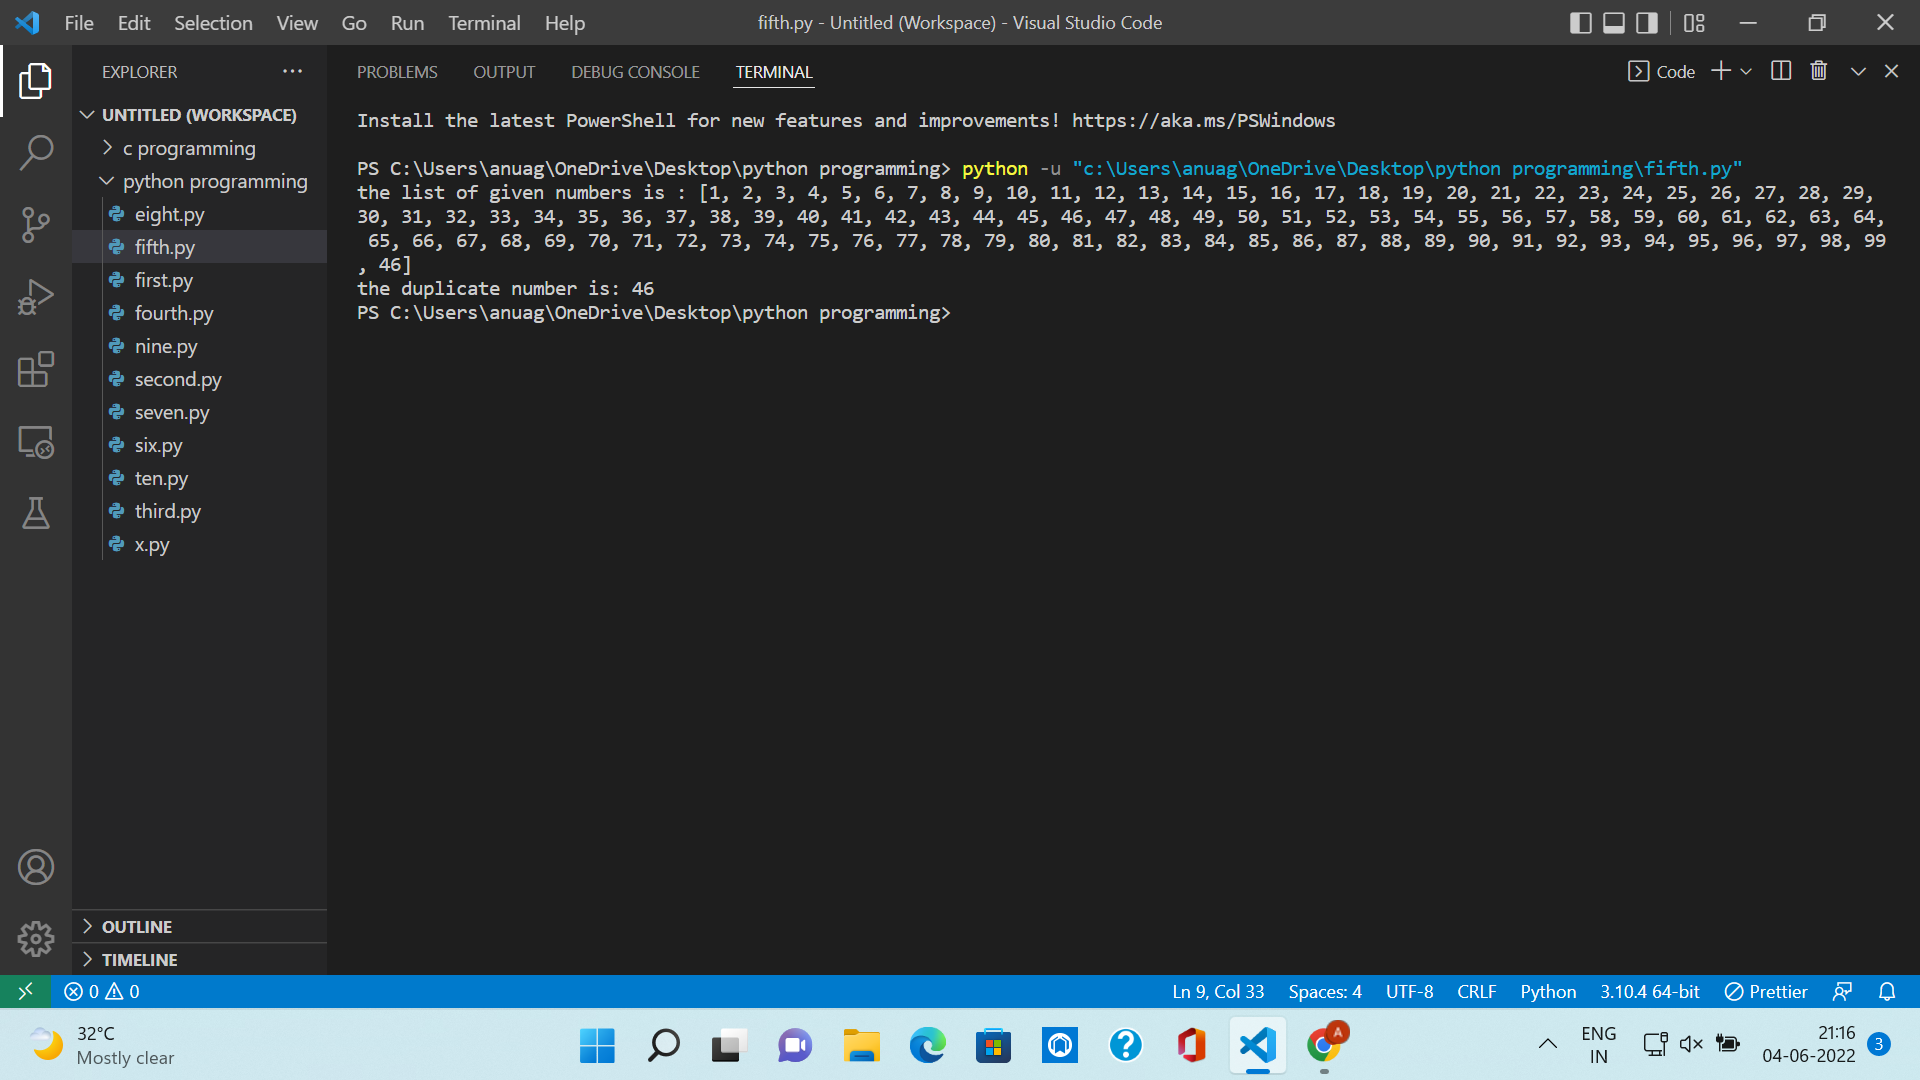 File Edit Selection View Go Run Terminal Help
fifth.py - Untitled (Workspace) - Visual Studio Code
EXPLORER
UNTITLED (WORKSPACE)
c programming
python programming
eight.py
fifth.py
first.py
fourth.py
nine.py
second.py
seven.py
six.py
ten.py
third.py
x.py
OUTLINE
TIMELINE
PROBLEMS OUTPUT DEBUG CONSOLE TERMINAL
Code
Install the latest PowerShell for new features and improvements! https://aka.ms/PSWindows
PS C:\Users\anuag\OneDrive\Desktop\python programming> python -u "c:\Users\anuag\OneDrive\Desktop\python programming\fifth.py"
the list of given numbers is : [1, 2, 3, 4, 5, 6, 7, 8, 9, 10, 11, 12, 13, 14, 15, 16, 17, 18, 19, 20, 21, 22, 23, 24, 25, 26, 27, 28, 29,
30, 31, 32, 33, 34, 35, 36, 37, 38, 39, 40, 41, 42, 43, 44, 45, 46, 47, 48, 49, 50, 51, 52, 53, 54, 55, 56, 57, 58, 59, 60, 61, 62, 63, 64,
65, 66, 67, 68, 69, 70, 71, 72, 73, 74, 75, 76, 77, 78, 79, 80, 81, 82, 83, 84, 85, 86, 87, 88, 89, 90, 91, 92, 93, 94, 95, 96, 97, 98, 99
, 46]
the duplicate number is: 46
PS C:\Users\anuag\OneDrive\Desktop\python programming>
0 0
Ln 9, Col 33 Spaces: 4 UTF-8 CRLF Python 3.10.4 64-bit Prettier
32°C
Mostly clear
A
ENG
IN
21:16
04-06-2022
3